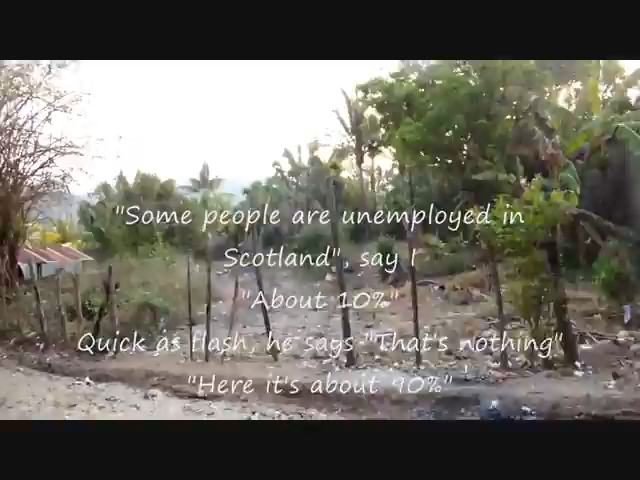 "Some people are unemployed in
Scotland", say I
"About 10%"
Quick as flash, he says "That's nothing"
"Here it's about 90%"